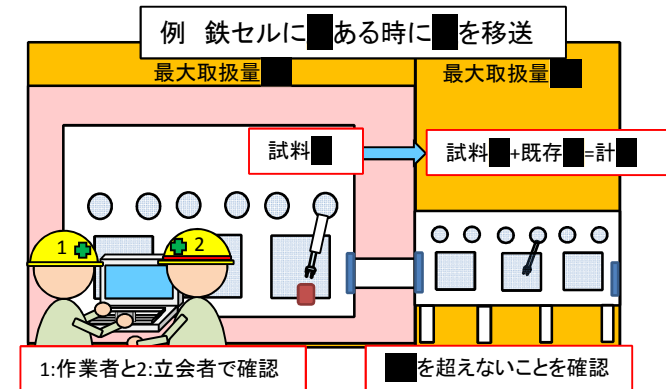 例 鉄セルに■ある時に■を移送
最大取扱量■
最大取扱量■
試料■
試料■+既存■=計■
1
2
1:作業者と2:立会者で確認
■を超えないことを確認